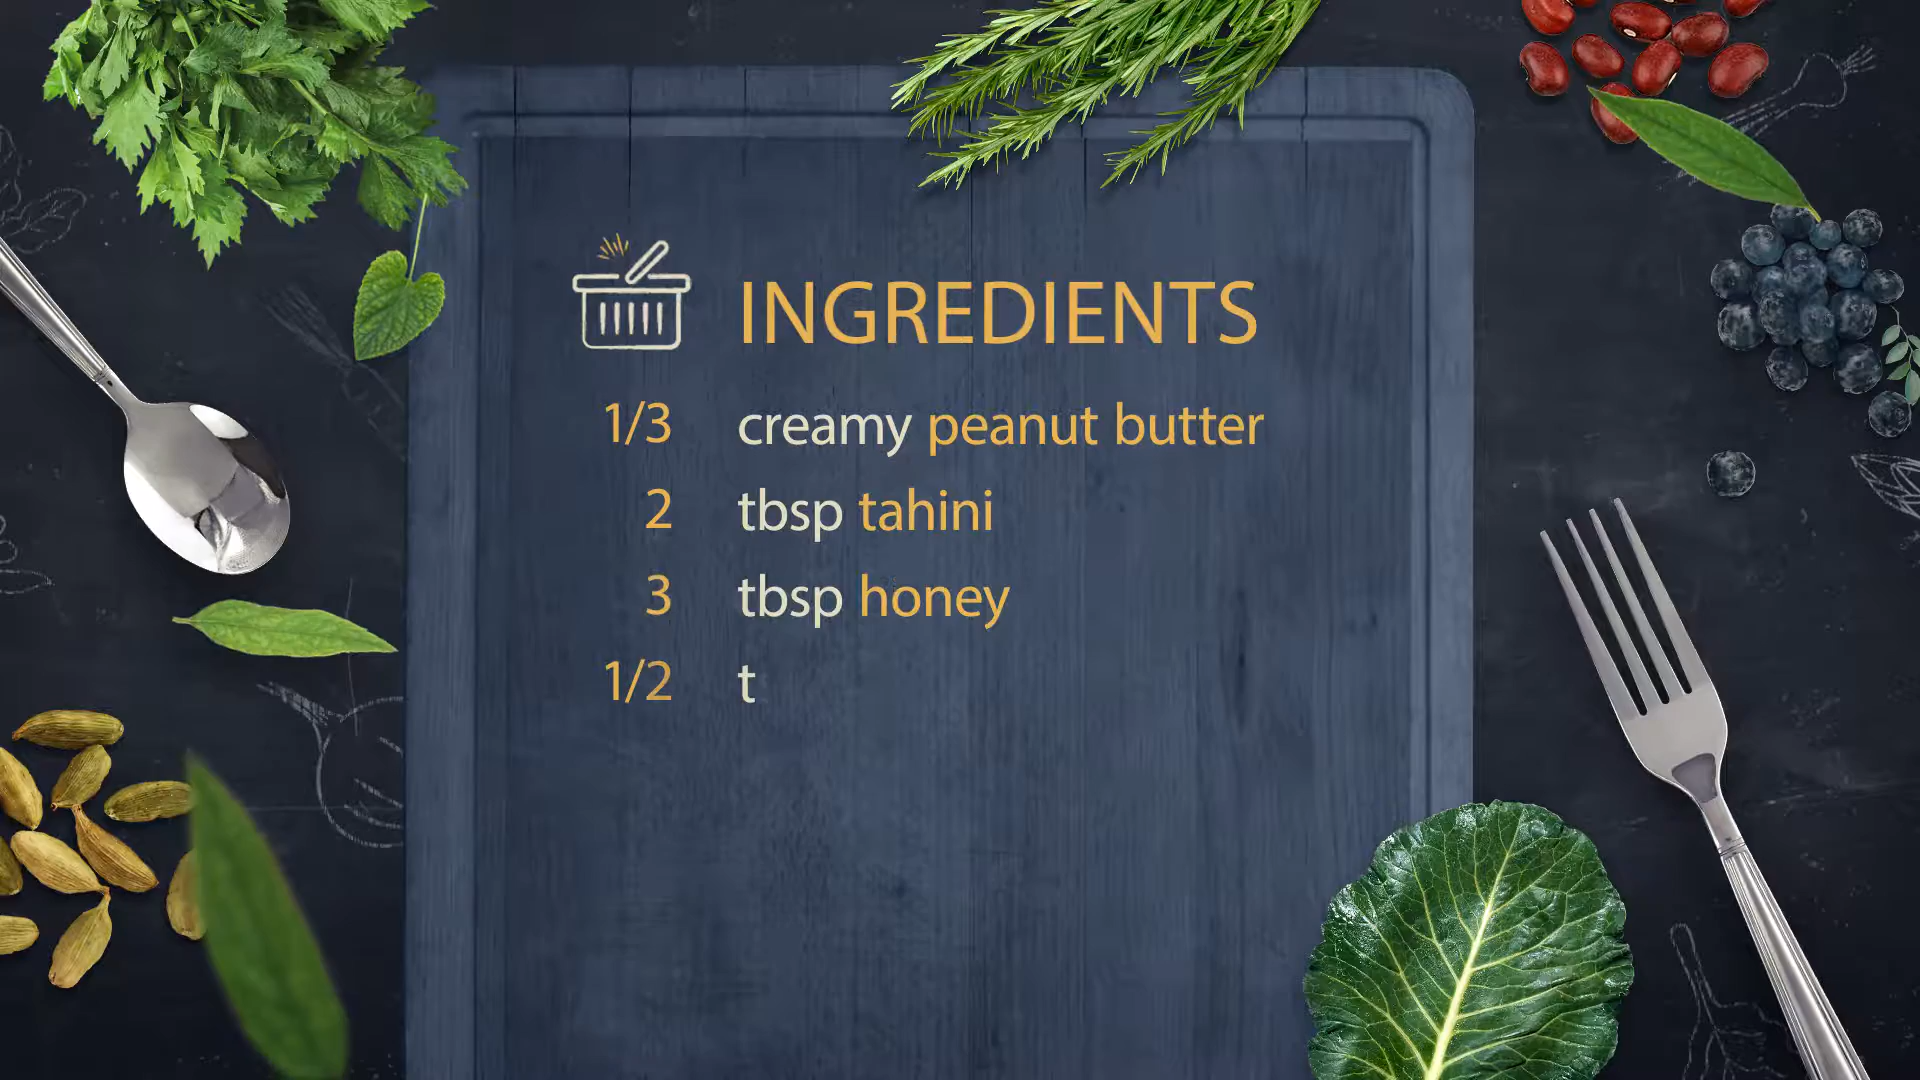 INGREDIENTS
1/3 creamy peanut butter
2 tbsp tahini
3 tbsp honey
1/2 t